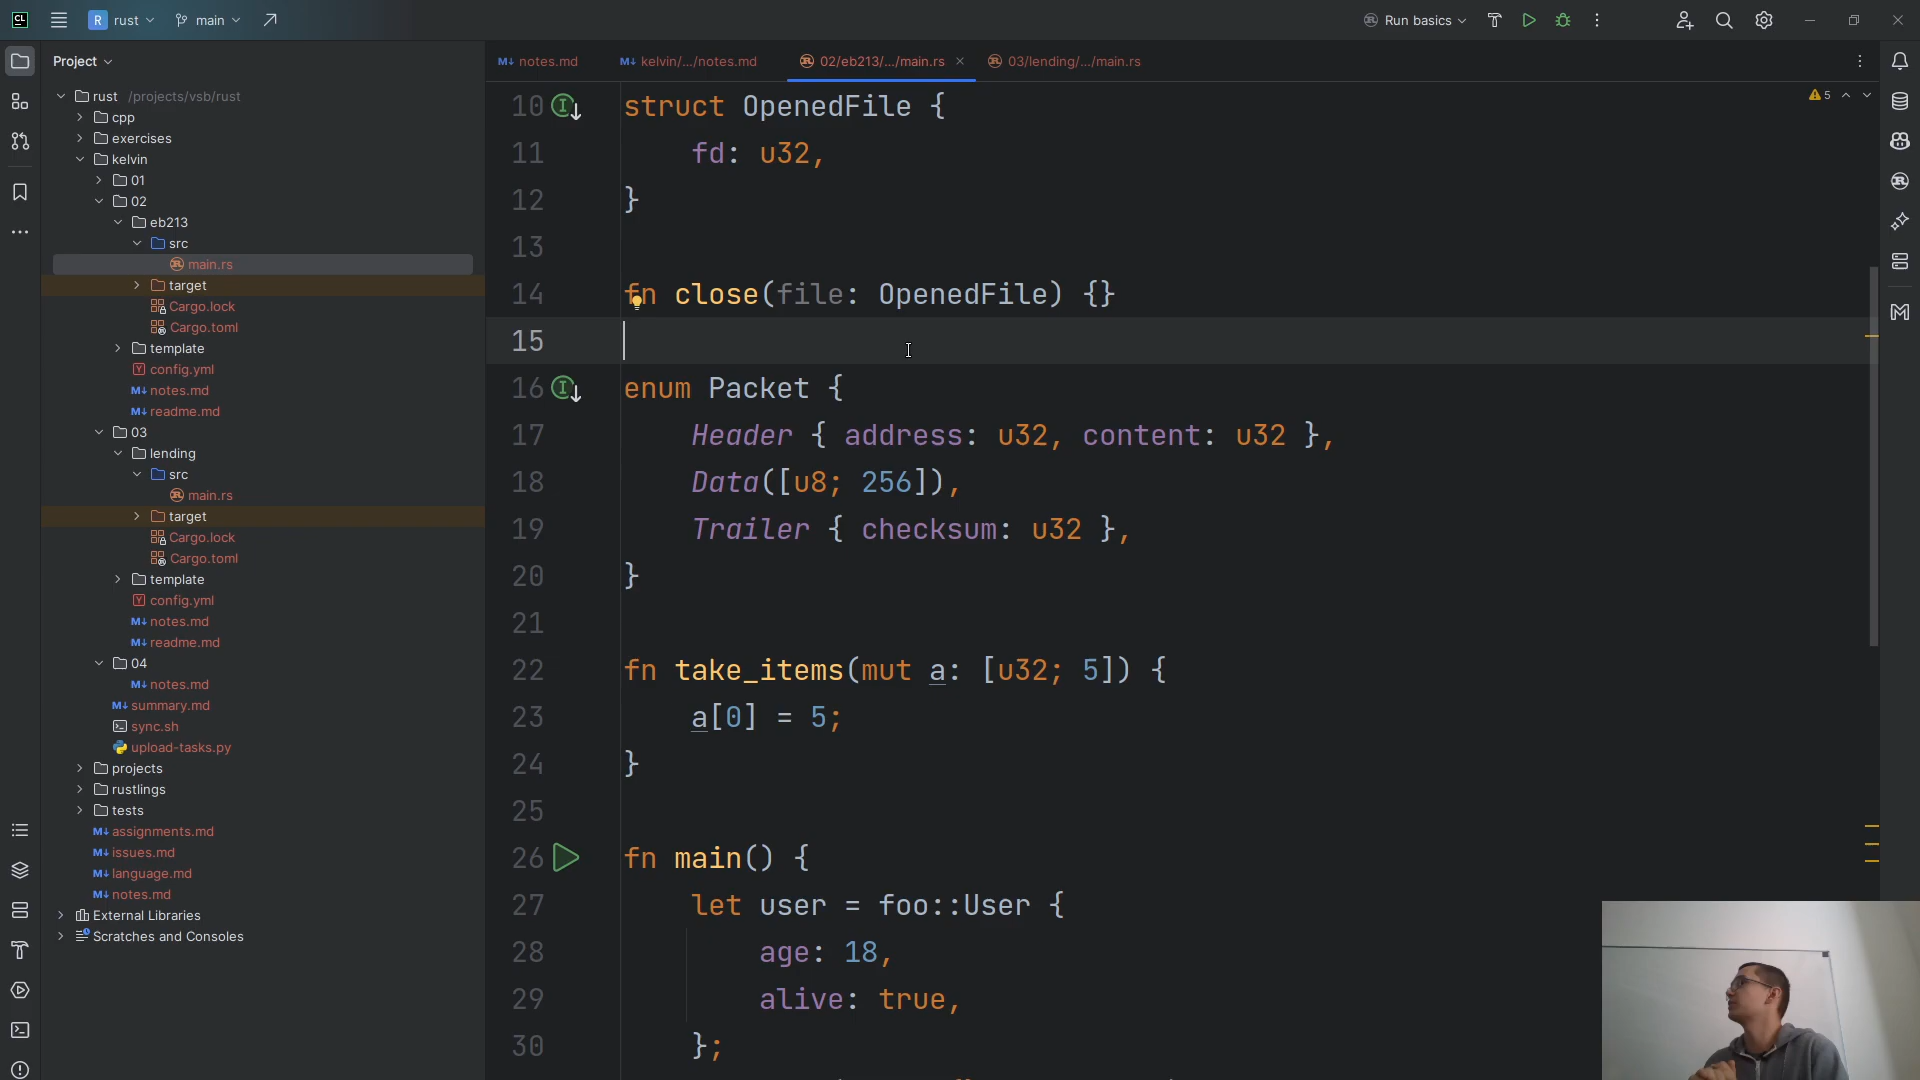 CL R rust main Run basics
Project
rust /projects/vsb/rust
cpp
exercises
kelvin
01
02
eb213
src
main.rs
target
Cargo.lock
Cargo.toml
template
config.yml
notes.md
readme.md
03
lending
src
main.rs
target
Cargo.lock
Cargo.toml
template
config.yml
notes.md
readme.md
04
notes.md
summary.md
sync.sh
upload-tasks.py
projects
rustlings
tests
assignments.md
issues.md
language.md
notes.md
External Libraries
Scratches and Consoles
notes.md kelvin/.../notes.md 02/eb213/.../main.rs 03/lending/.../main.rs
5
10 struct OpenedFile {
11 fd: u32,
12 }
13
14 fn close(file: OpenedFile) {}
15
16 enum Packet {
17 Header { address: u32, content: u32 },
18 Data([u8; 256]),
19 Trailer { checksum: u32 },
20 }
21
22 fn take_items(mut a: [u32; 5]) {
23 a[0] = 5;
24 }
25
26 fn main() {
27 let user = foo::User {
28 age: 18,
29 alive: true,
30 };